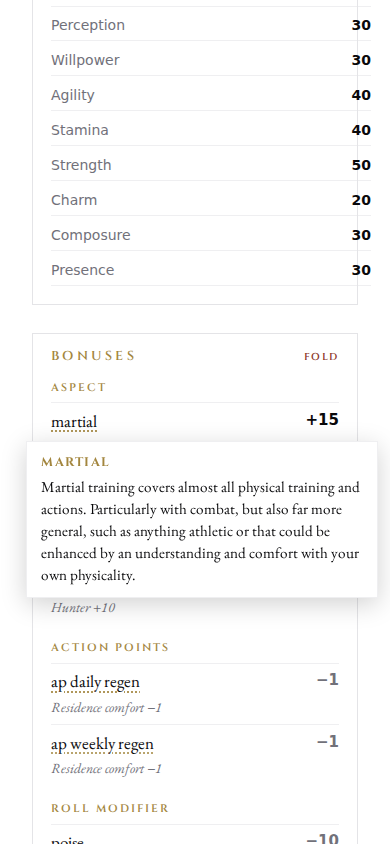 Perception 30
Willpower 30
Agility 40
Stamina 40
Strength 50
Charm 20
Composure 30
Presence 30
BONUSES FOLD
ASPECT
martial +15
MARTIAL
Martial training covers almost all physical training and
actions. Particularly with combat, but also far more
general, such as anything athletic or that could be
enhanced by an understanding and comfort with your
own physicality.
Hunter +10
ACTION POINTS
ap daily regen −1
Residence comfort −1
ap weekly regen −1
Residence comfort −1
ROLL MODIFIER
poise −10